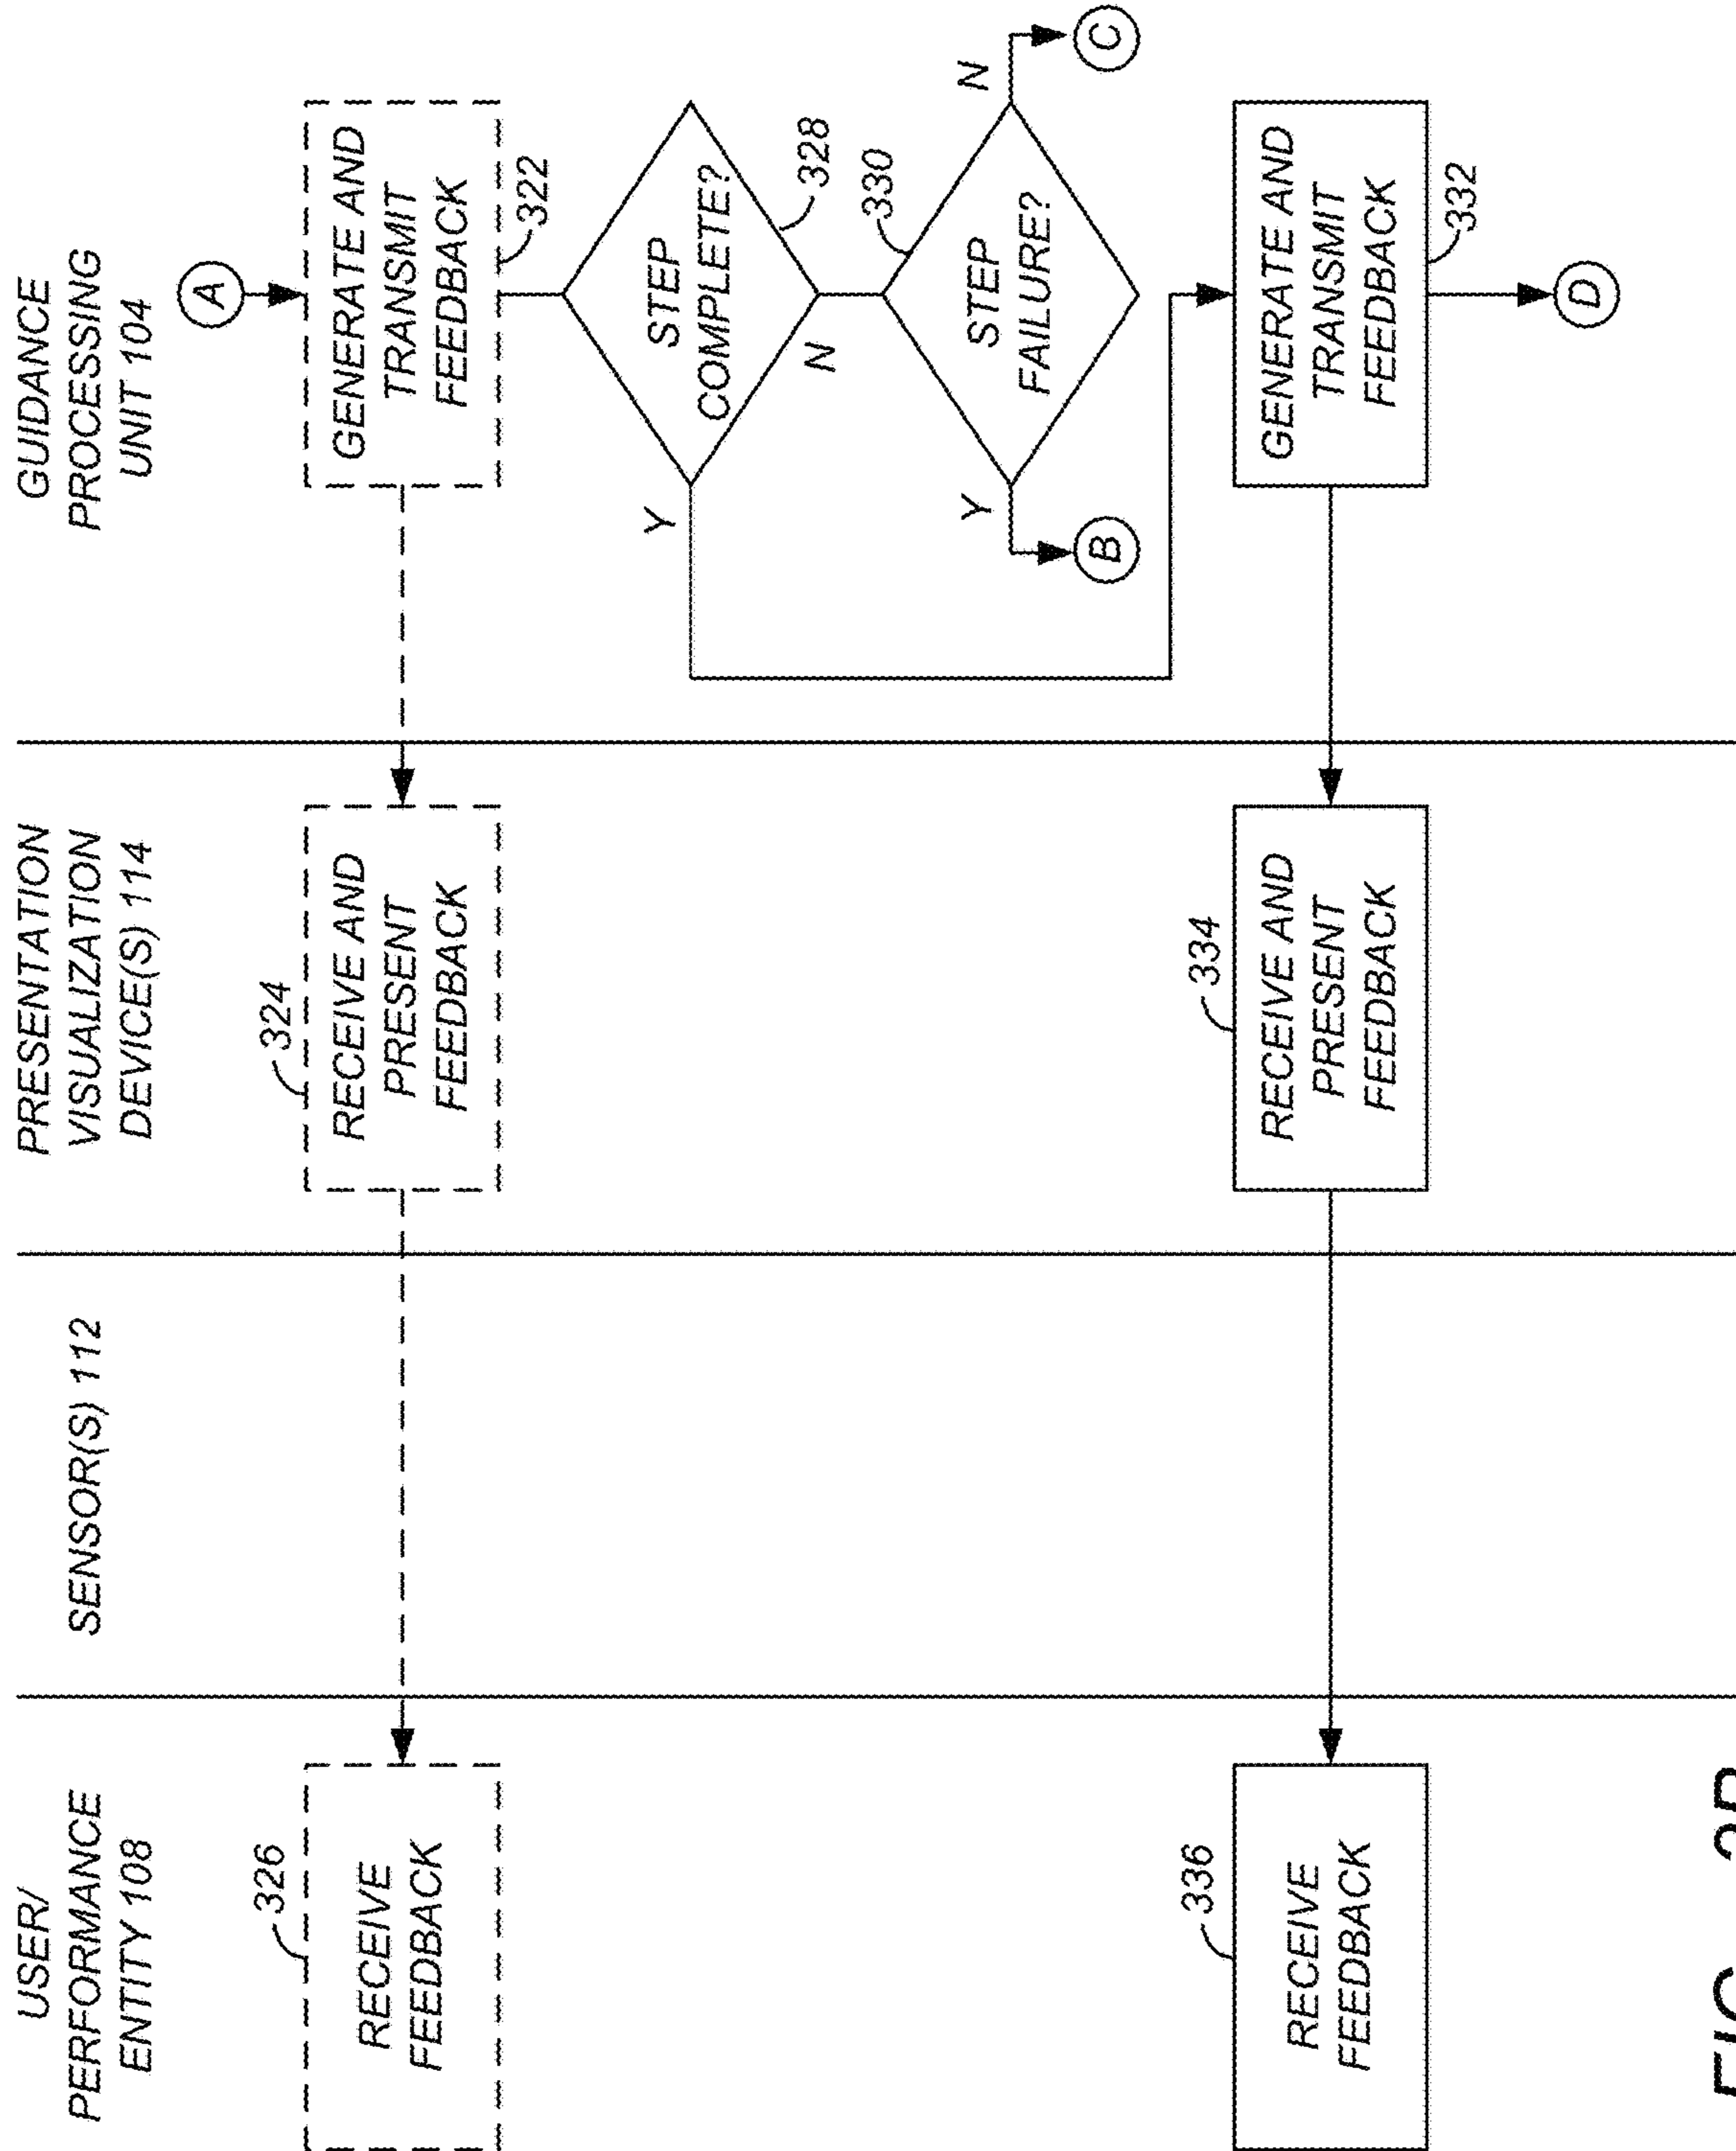 USER/
PERFORMANCE
ENTITY 108
SENSOR(S) 112
PRESENTATION
VISUALIZATION
DEVICE(S) 114
GUIDANCE
PROCESSING
UNIT 104
A
326
RECEIVE
FEEDBACK
324
RECEIVE AND
PRESENT
FEEDBACK
GENERATE AND
TRANSMIT
FEEDBACK
322
Y
STEP
COMPLETE?
328
N
330
Y
STEP
FAILURE?
N
B
C
336
RECEIVE
FEEDBACK
334
RECEIVE AND
PRESENT
FEEDBACK
GENERATE AND
TRANSMIT
FEEDBACK
332
D